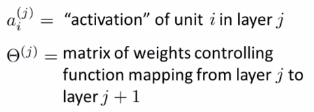 a_i^(j) = “activation” of unit i in layer j
Θ^(j) = matrix of weights controlling
function mapping from layer j to
layer j + 1